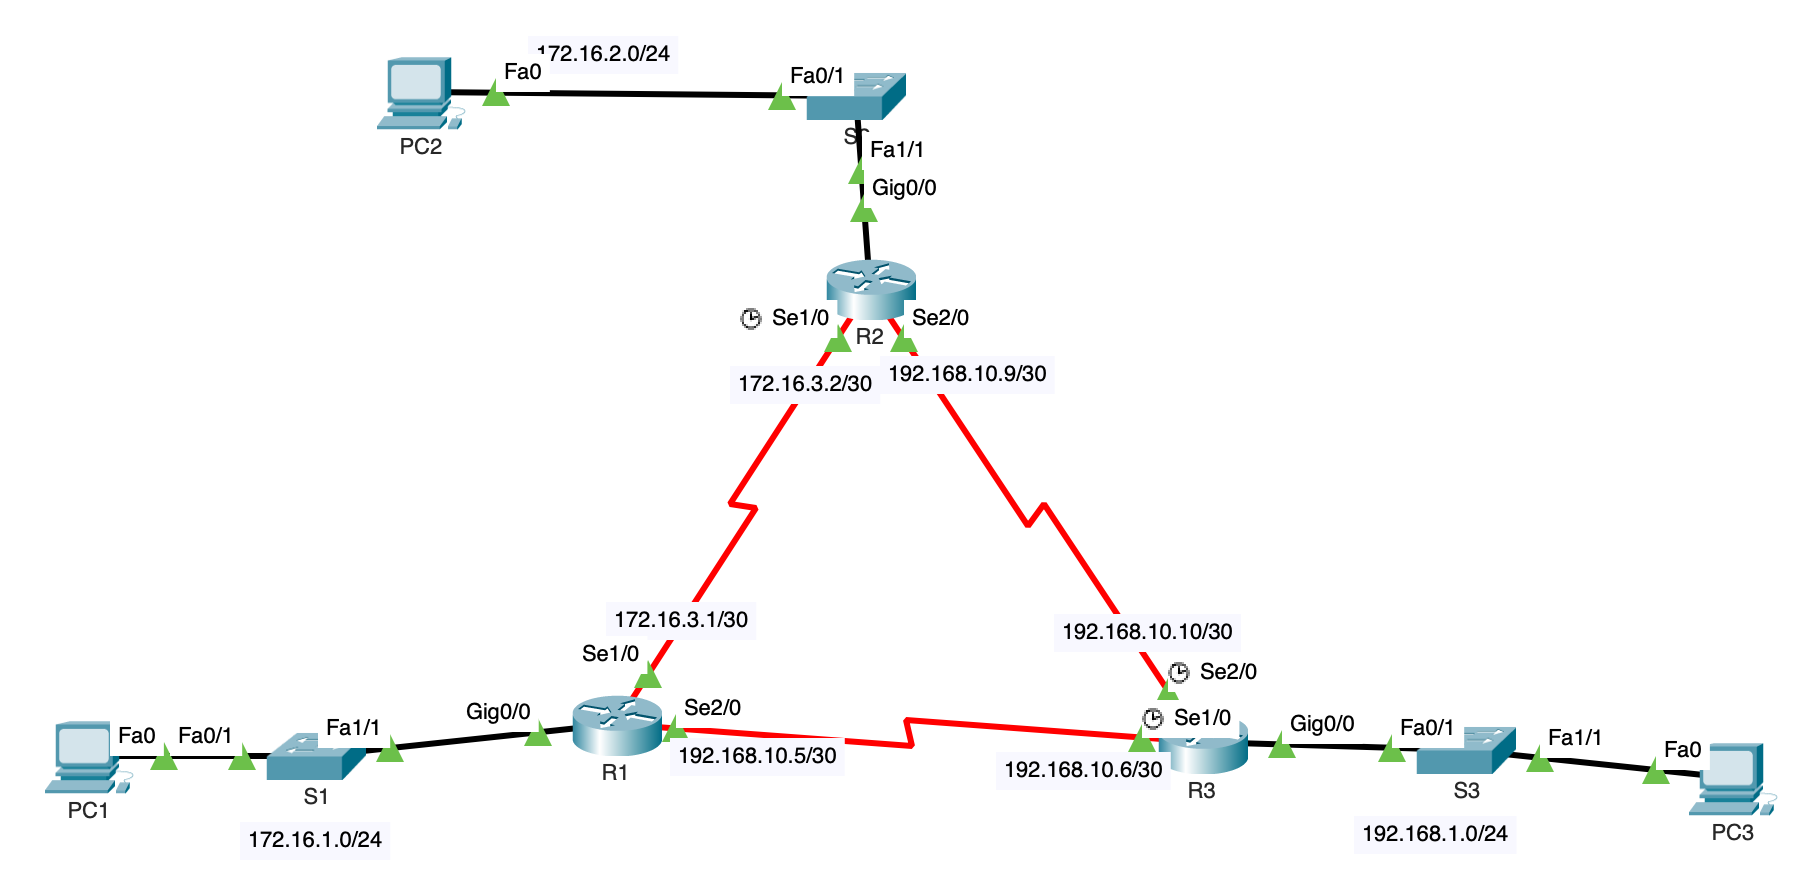 172.16.2.0/24
Fa0
Fa0/1
PC2
Fa1/1
Gig0/0
Se1/0
Se2/0
R2
172.16.3.2/30
192.168.10.9/30
172.16.3.1/30
192.168.10.10/30
Se1/0
Se2/0
Gig0/0
Se2/0
Se1/0
Fa0
Fa0/1
Fa1/1
Gig0/0
Fa0/1
Fa1/1
Fa0
192.168.10.5/30
192.168.10.6/30
R1
R3
PC1
S1
S3
PC3
172.16.1.0/24
192.168.1.0/24